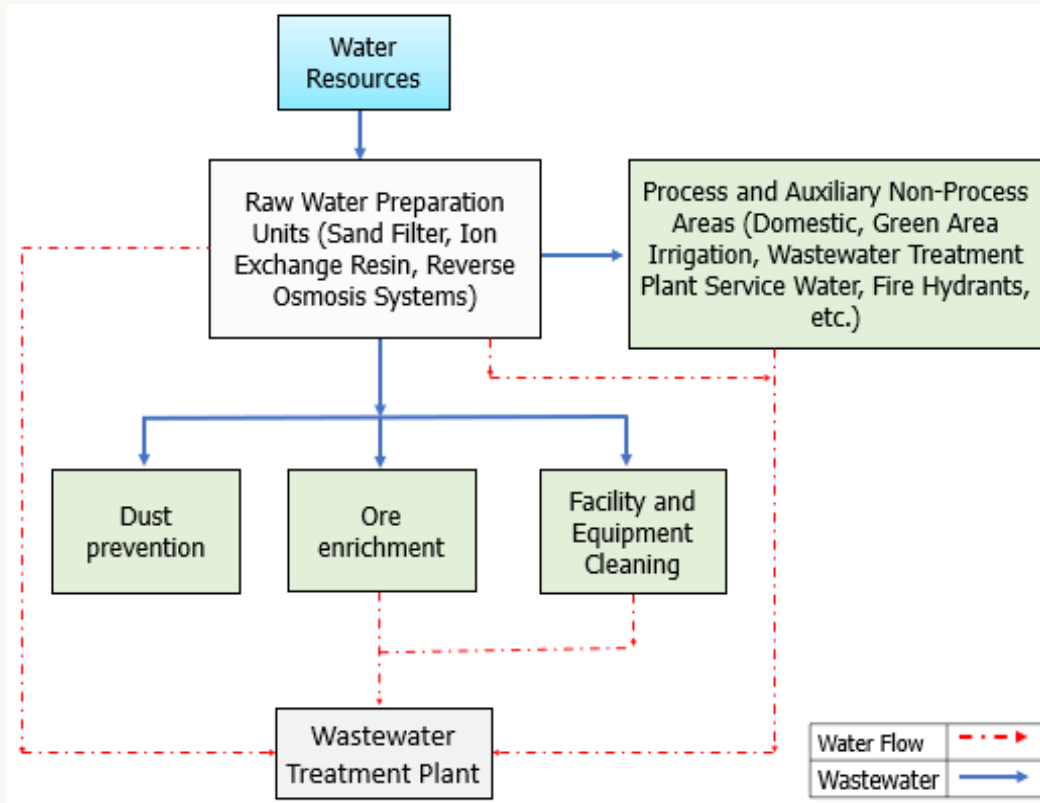 Water
Resources
Raw Water Preparation
Units (Sand Filter, Ion
Exchange Resin, Reverse
Osmosis Systems)
Process and Auxiliary Non-Process
Areas (Domestic, Green Area
Irrigation, Wastewater Treatment
Plant Service Water, Fire Hydrants,
etc.)
Dust
prevention
Ore
enrichment
Facility and
Equipment
Cleaning
Wastewater
Treatment Plant
Water Flow
Wastewater